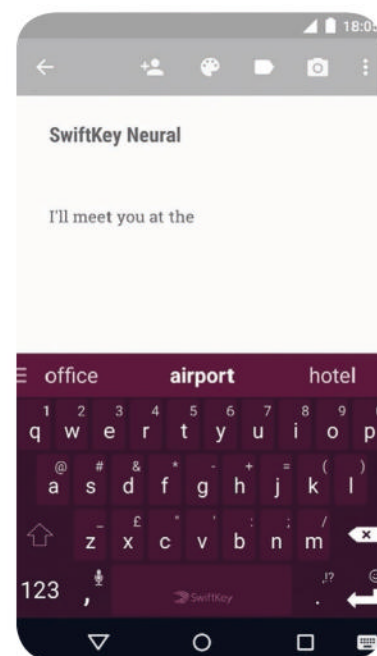 18:05
SwiftKey Neural
I'll meet you at the
office airport hotel
1 2 3 4 5 6 7 8 9
q w e r t y u i o p
@ # & * - + = ( )
a s d f g h j k l
_ £ " ' : ; /
z x c v b n m
123 , SwiftKey ,!? .